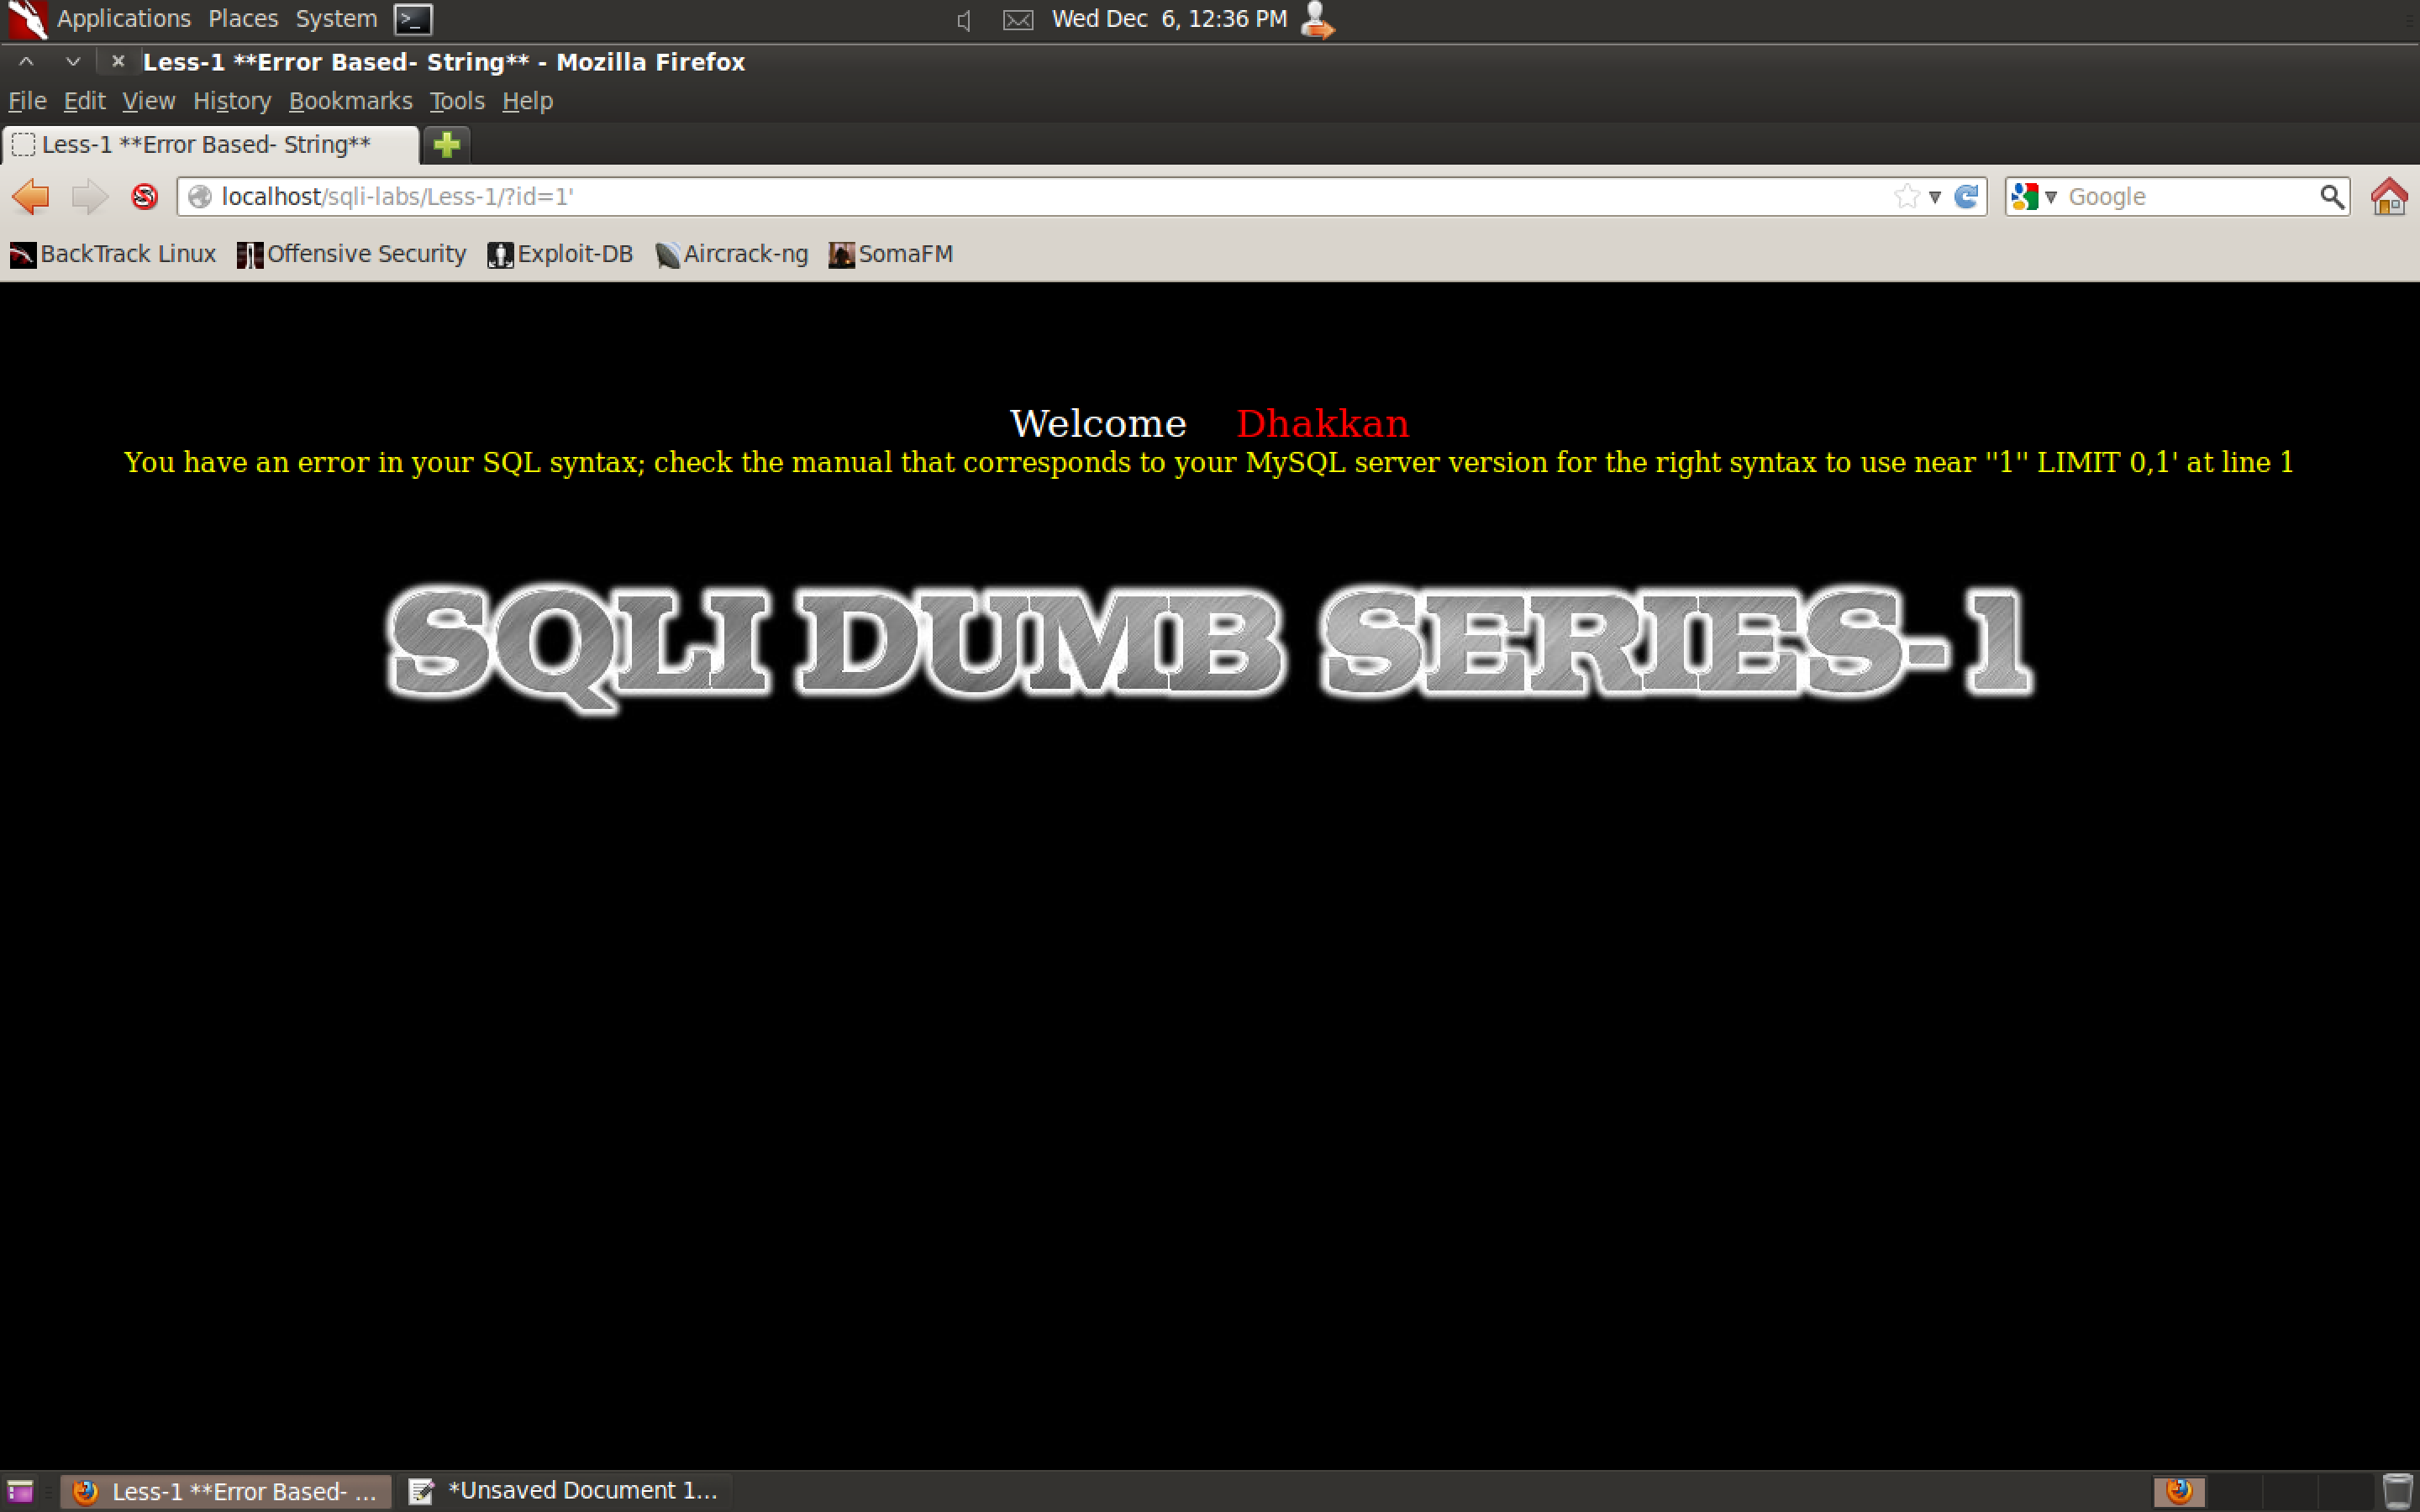 Applications Places System Wed Dec 6, 12:36 PM
Less-1 **Error Based- String** - Mozilla Firefox
File Edit View History Bookmarks Tools Help
Less-1 **Error Based- String**
localhost/sqli-labs/Less-1/?id=1' Google
BackTrack Linux Offensive Security Exploit-DB Aircrack-ng SomaFM
Welcome Dhakkan
You have an error in your SQL syntax; check the manual that corresponds to your MySQL server version for the right syntax to use near ''1'' LIMIT 0,1' at line 1
SQLI DUMB SERIES-1
Less-1 **Error Based- ... *Unsaved Document 1...